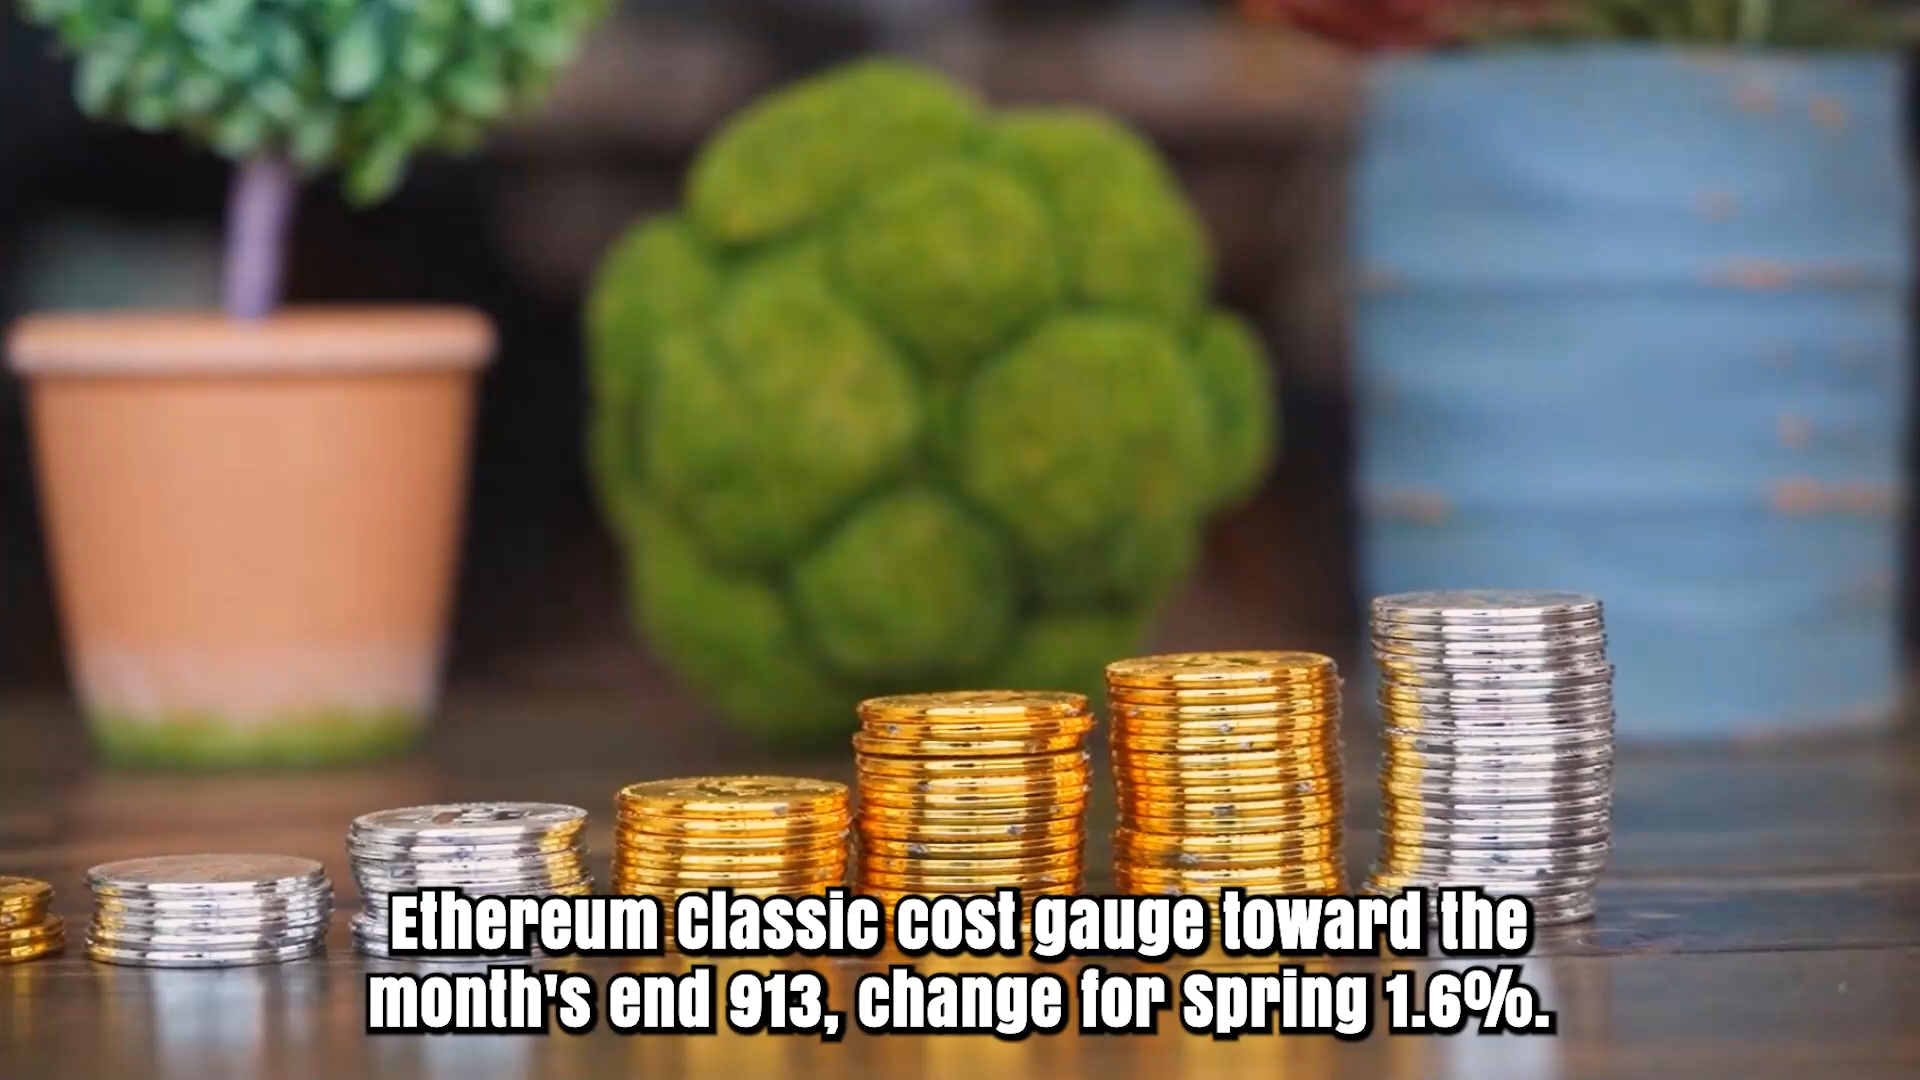 Ethereum Classic cost gauge toward the
month's end 913, change for Spring 1.6%.